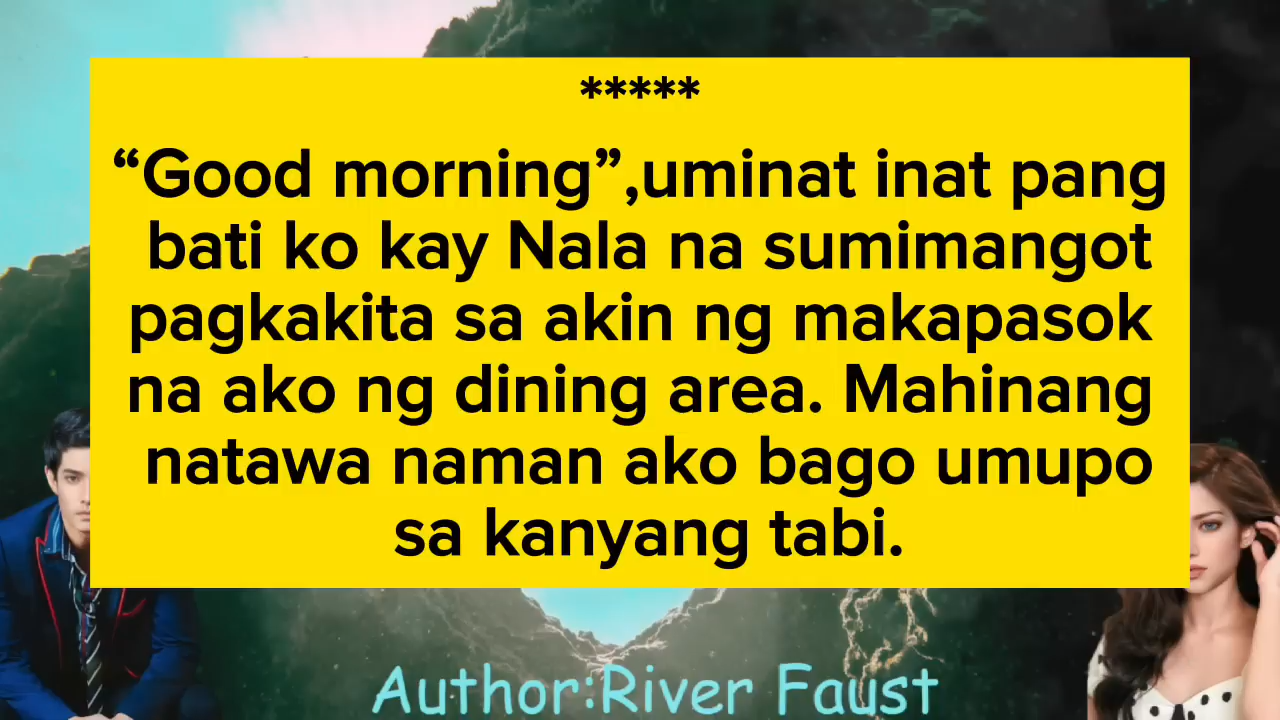 *****
“Good morning”,uminat inat pang
bati ko kay Nala na sumimangot
pagkakita sa akin ng makapasok
na ako ng dining area. Mahinang
natawa naman ako bago umupo
sa kanyang tabi.
Author:River Faust